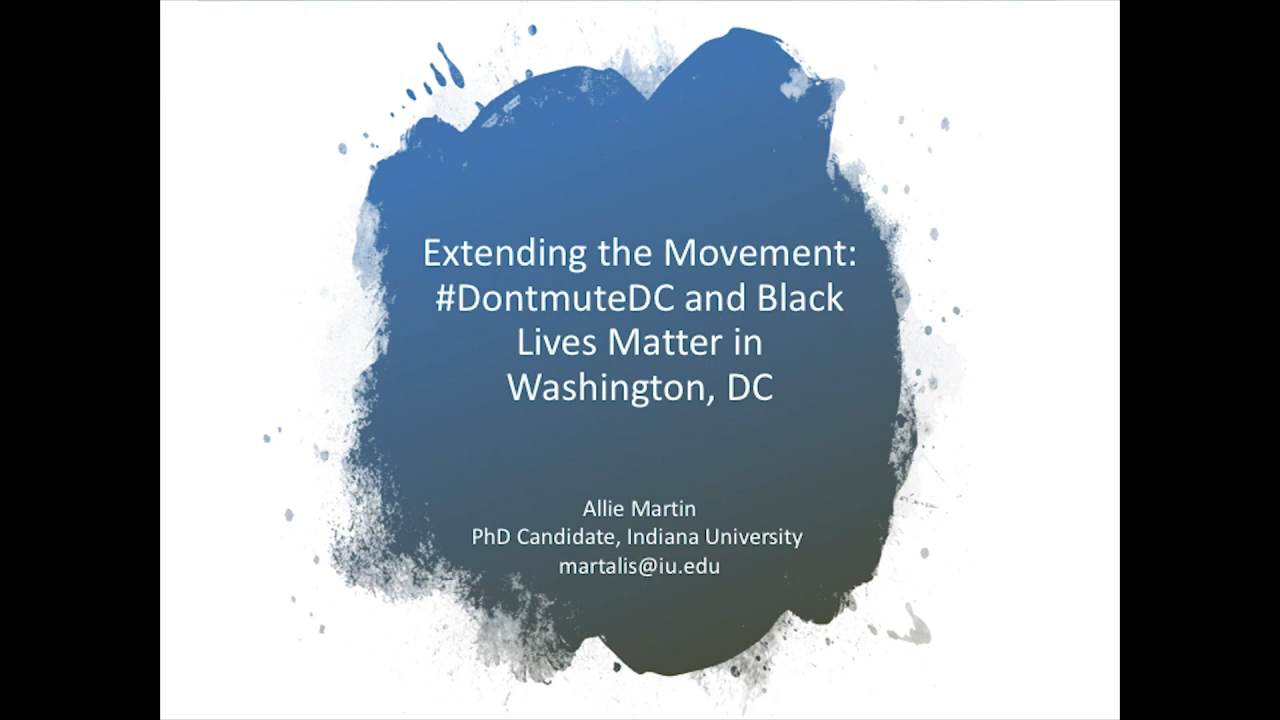 Extending the Movement:
#DontmuteDC and Black
Lives Matter in
Washington, DC
Allie Martin
PhD Candidate, Indiana University
martalis@iu.edu